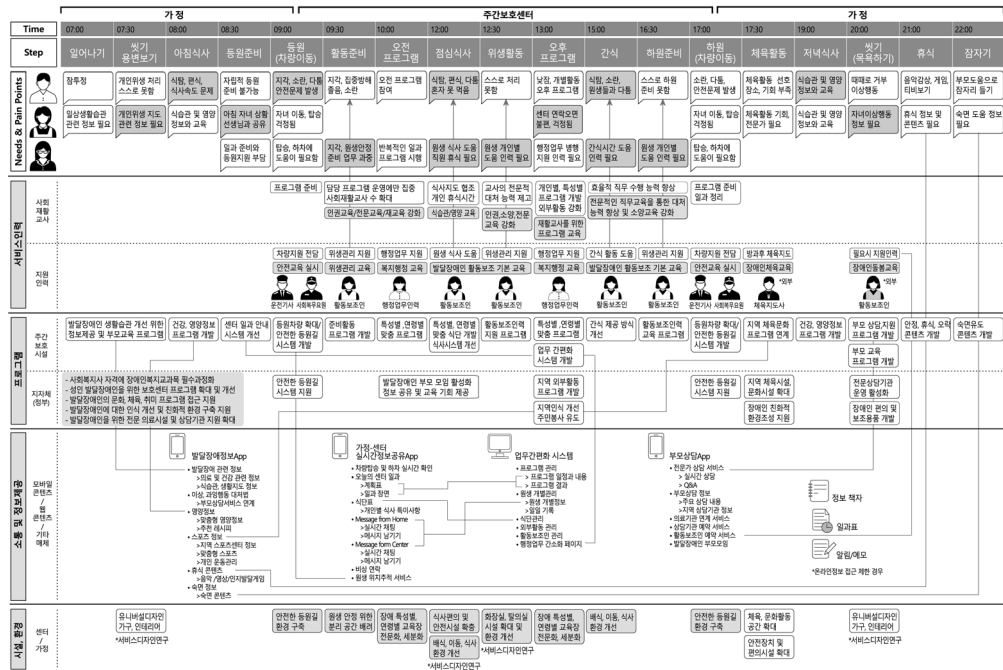 가 정
주간보호센터
가 정
Time 07:00 07:30 08:00 08:30 09:00 09:30 10:00 12:00 12:30 13:00 15:00 16:30 17:00 17:30 19:00 20:00 21:00 22:00
Step
일어나기
씻기
용변보기
아침식사
등원준비
등원
(차량이동)
활동준비
오전
프로그램
점심식사
위생활동
오후
프로그램
간식
하원준비
하원
(차량이동)
체육활동
저녁식사
씻기
(목욕하기)
휴식
잠자기
Needs & Pain Points
잠투정
개인위생 처리
스스로 못함
식탐, 편식,
식사속도 문제
자립적 등원
준비 불가능
지각, 소란, 다툼
안전문제 발생
지각, 집중방해
졸음, 소란
오전 프로그램
참여
식탐, 편식, 다툼
혼자 못 먹음
스스로 처리
못함
낮장, 개별활동
오후 프로그램
식탐, 소란,
원생들과 다툼
스스로 하원
준비 못함
소란, 다툼,
안전문제 발생
체육활동 선호
장소, 기회 부족
식습관 및 영양
정보와 교육
때때로 거부
이상행동
음악감상, 게임,
티비보기
부모도움으로
잠자리 들기
일상생활습관
관련 정보 필요
개인위생 지도
관련 정보 필요
식습관 및 영양
정보와 교육
아침 자녀 상황
선생님과 공유
자녀 이동, 탑승
걱정됨
센터 연락오면
불편, 걱정됨
자녀 이동, 탑승
걱정됨
체육활동 기회,
전문가 필요
식습관 및 영양
정보와 교육
자녀이상행동
정보 필요
휴식 정보 및
콘텐츠 필요
숙면 도움 정보
필요
일과 준비와
등원지원 부담
탑승, 하차에
도움이 필요함
지각, 원생안정
준비 업무 과중
반복적인 일과
프로그램 시행
원생 식사 도움
직원 휴식 필요
원생 개인별
도움 인력 필요
행정업무 병행
지원 인력 필요
간식시간 도움
인력 필요
원생 개인별
도움 인력 필요
탑승, 하차에
도움이 필요함
서비스인력
사회
재활
교사
프로그램 준비
담당 프로그램 운영에만 집중
사회재활교사 수 확대
인권교육/전문교육/재교육 강화
식사지도 협조
개인 휴식시간
식습관/영양 교육
교사의 전문적
대처 능력 제고
인권,소양,전문
교육 강화
개인별, 특성별
프로그램 개발
외부활동 강화
재활교사를 위한
프로그램 교육
효율적 직무 수행 능력 향상
전문적인 직무교육을 통한 대처
능력 향상 및 소양교육 강화
프로그램 준비
일과 정리
지원
인력
차량지원 전담
안전교육 실시
운전기사 사회복무요원
위생관리 지원
위생관리 교육
활동보조인
행정업무 지원
복지행정 교육
행정업무인력
원생 식사 도움
위생관리 지원
발달장애인 활동보조 기본 교육
활동보조인
활동보조인
행정업무 지원
복지행정 교육
행정업무인력
간식 활동 도움
위생관리 지원
발달장애인 활동보조 기본 교육
활동보조인
활동보조인
차량지원 전담
안전교육 실시
운전기사 사회복무요원
방과후 체육지도
장애인체육교육
*외부
체육지도사
필요시 지원인력
장애인돌봄교육
*외부
활동보조인
프로그램
주간
보호
시설
발달장애인 생활습관 개선 위한
정보제공 및 부모교육 프로그램
건강, 영양정보
프로그램 개발
센터 일과 안내
시스템 개선
등원차량 확대/
안전한 등원길
시스템 개발
준비활동
프로그램 개발
특성별,연령별
맞춤 프로그램
특성별,연령별
맞춤 식단 개발
식사시스템 개선
활동보조인력
지원 프로그램
특성별,연령별
맞춤 프로그램
업무 간편화
시스템 개발
간식 제공 방식
개선
활동보조인력
교육 프로그램
등원차량 확대/
안전한 등원길
시스템 개발
지역 체육문화
프로그램 연계
건강, 영양정보
프로그램 개발
부모 상담,지원
프로그램 개발
부모 교육
프로그램 개발
안정, 휴식, 오락
콘텐츠 개발
숙면유도
콘텐츠 개발
지자체
(정부)
- 사회복지사 자격에 장애인복지교과목 필수과정화
- 성인 발달장애인을 위한 보호센터 프로그램 확대 및 개선
- 발달장애인의 문화, 체육, 취미 프로그램 접근 지원
- 발달장애인에 대한 인식 개선 및 친화적 환경 구축 지원
- 발달장애인을 위한 전문 의료시설 및 상담기관 지원 확대
안전한 등원길
시스템 지원
발달장애인 부모 모임 활성화
정보 공유 및 교육 기회 제공
지역 외부활동
프로그램 개발
지역인식 개선
주민봉사 유도
안전한 등원길
시스템 지원
지역 체육시설,
문화시설 확대
장애인 친화적
환경조성 지원
전문상담기관
운영 활성화
장애인 편의 및
보조용품 개발
소통 및 정보제공
모바일
콘텐츠
/
웹
콘텐츠
/
기타
매체
발달장애정보App
• 발달장애 관련 정보
>의료 및 건강 관련 정보
>식습관, 생활지도 정보
• 이상, 과잉행동 대처법
>부모상담서비스 연계
• 영양정보
>맞춤형 영양정보
>추천 레시피
• 스포츠 정보
>지역 스포츠센터 정보
>맞춤형 스포츠
>개인 운동관리
• 휴식 콘텐츠
>음악 /영상/인지발달게임
• 숙면 정보
>숙면 콘텐츠
가정-센터
실시간정보공유App
• 차량탑승 및 하차 실시간 확인
• 오늘의 센터 일과
>계획표
>일과 장면
• 식단표
>개인별 식사 특이사항
• Message from Home
>실시간 채팅
>메시지 남기기
• Message form Center
>실시간 채팅
>메시지 남기기
• 비상 연락
• 원생 위치추적 서비스
업무간편화 시스템
• 프로그램 관리
> 프로그램 일정과 내용
> 프로그램 결과
• 원생 개별관리
>원생 개별정보
>일일 기록
• 식단관리
• 외부활동 관리
• 활동보조인 관리
• 행정업무 간소화 페이지
부모상담App
• 전문가 상담 서비스
> 실시간 상담
> Q&A
• 부모상담 정보
>주요 상담 내용
>지역 상담기관 정보
• 의료기관 연계 서비스
• 상담기관 예약 서비스
• 활동보조인 예약 서비스
• 발달장애인 부모모임
정보 책자
일과표
알림/메모
*온라인정보 접근 제한 경우
시설, 환경
센터
/
가정
유니버설디자인
가구, 인테리어
*서비스디자인연구
안전한 등원길
환경 구축
원생 안정 위한
분리 공간 배려
장애 특성별,
연령별 교육장
전문화, 세분화
식사편의 및
안전시설 확충
배식, 이동, 식사
환경 개선
*서비스디자인연구
화장실, 탈의실
시설 확대 및
환경 개선
*서비스디자인연구
장애 특성별,
연령별 교육장
전문화, 세분화
배식, 이동, 식사
환경 개선
안전한 등원길
환경 구축
체육, 문화활동
공간 확대
안전장치 및
편의시설 확대
유니버설디자인
가구, 인테리어
*서비스디자인연구